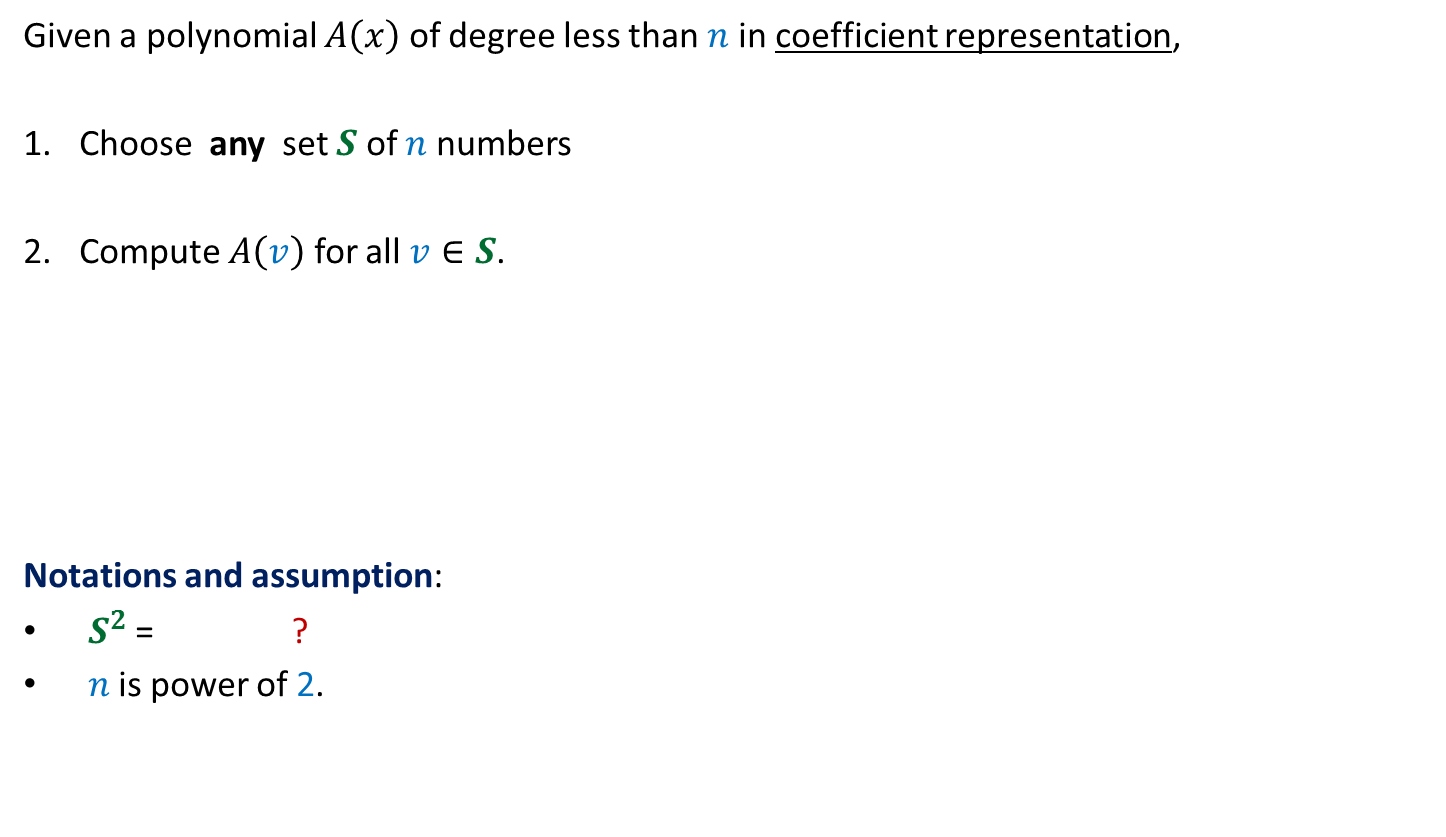 Given a polynomial A(x) of degree less than n in coefficient representation,
1. Choose any set S of n numbers
2. Compute A(v) for all v ∈ S.
Notations and assumption:
• S² = ?
• n is power of 2.